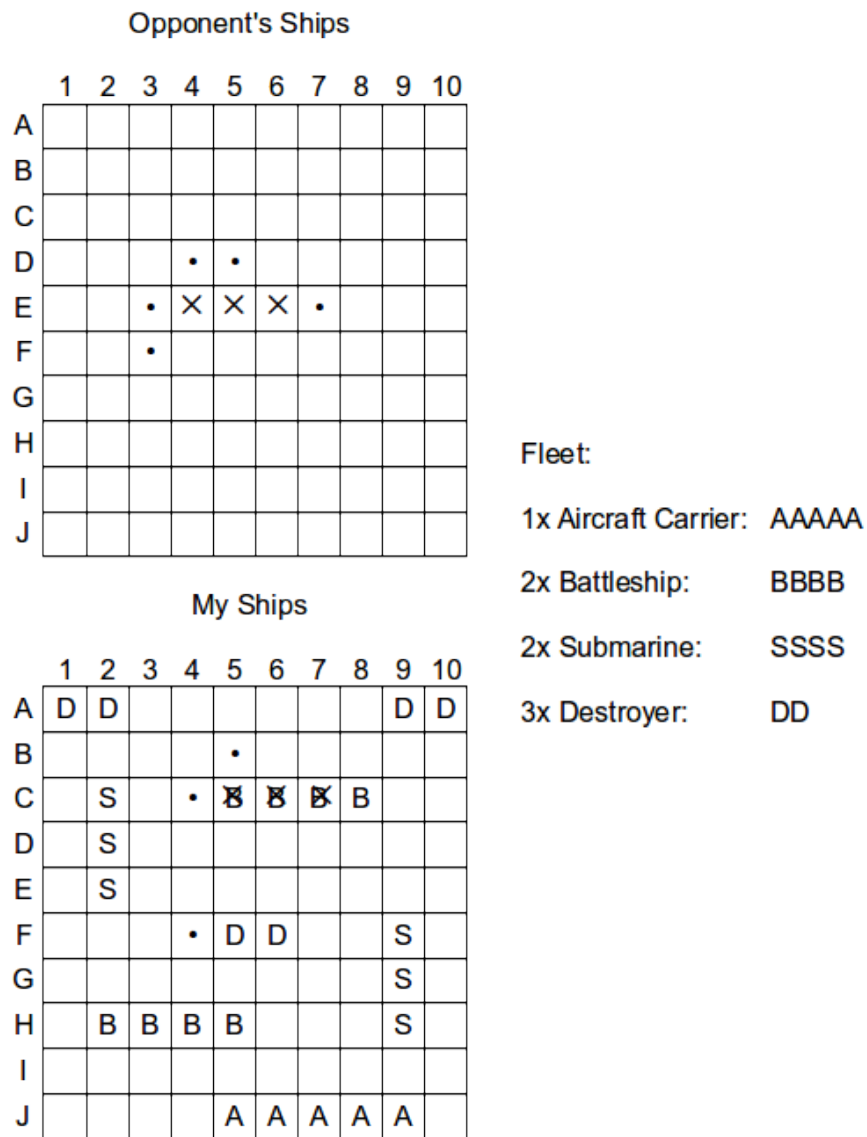 Opponent's Ships
1 2 3 4 5 6 7 8 9 10
A
B
C
D • •
E • × × × •
F •
G
H
I
J
Fleet:
1x Aircraft Carrier: AAAAA
2x Battleship: BBBB
2x Submarine: SSSS
3x Destroyer: DD
My Ships
1 2 3 4 5 6 7 8 9 10
A D D D D
B •
C S • B B B B
D S
E S
F • D D S
G S
H B B B B S
I
J A A A A A